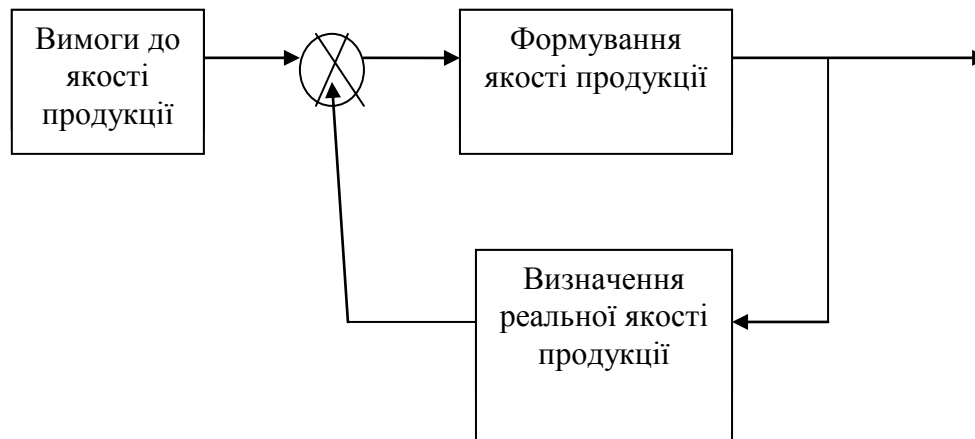 Вимоги до
якості
продукції
Формування
якості продукції
Визначення
реальної якості
продукції